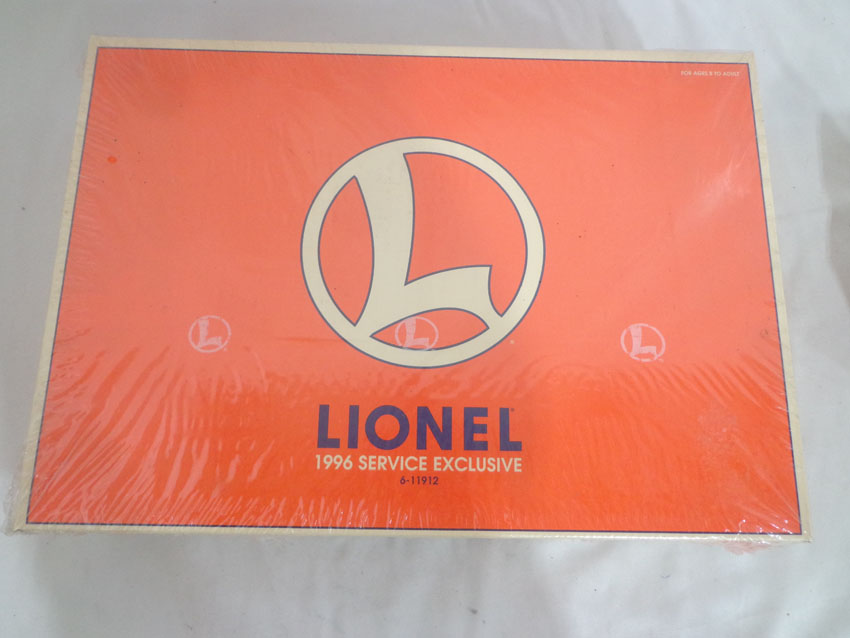 FOR AGES 8 TO ADULT
L
L
L
L
LIONEL
1996 SERVICE EXCLUSIVE
6-11912